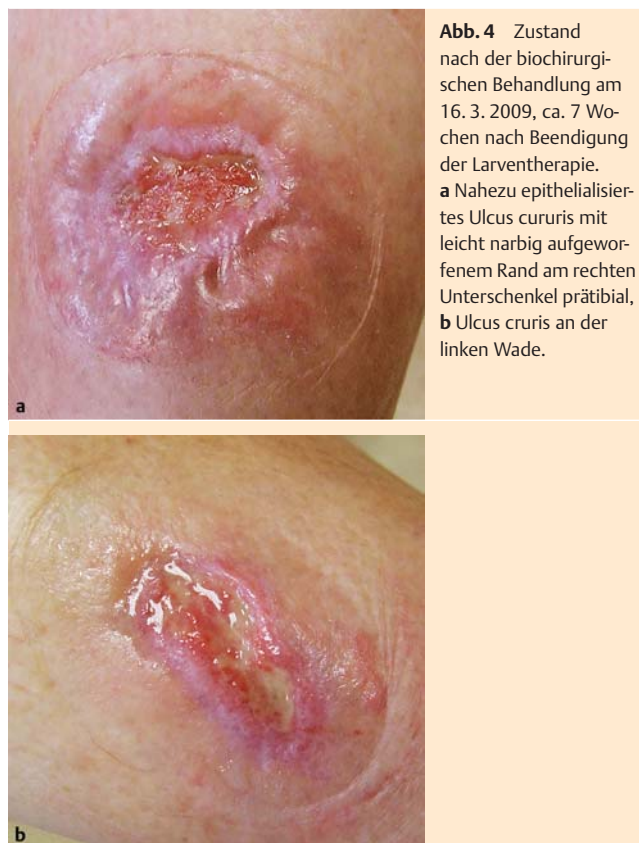 Abb. 4 Zustand
nach der biochirurgi-
schen Behandlung am
16. 3. 2009, ca. 7 Wo-
chen nach Beendigung
der Larventherapie.
a Nahezu epithelialisier-
tes Ulcus cururis mit
leicht narbig aufgewor-
fenem Rand am rechten
Unterschenkel prätibial,
b Ulcus cruris an der
linken Wade.
a
b